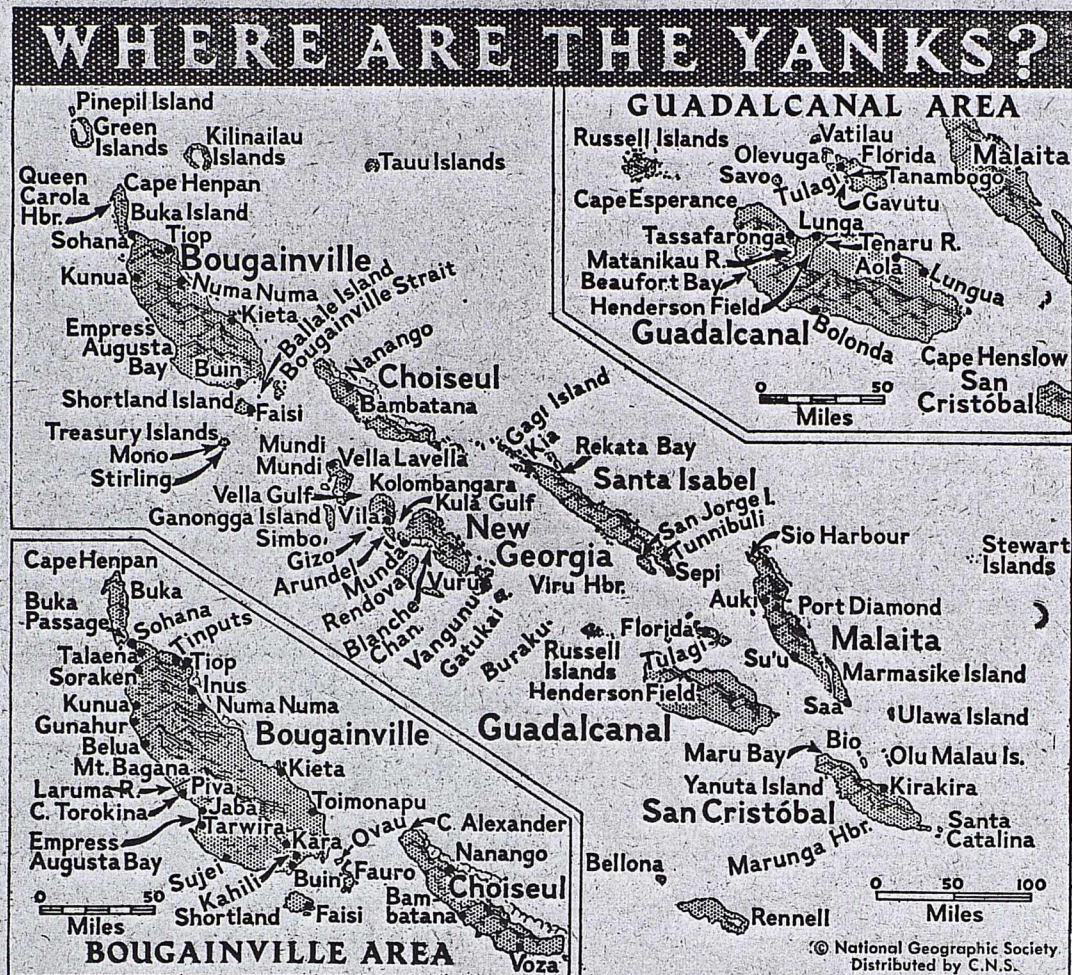 WHERE ARE THE YANKS?
Pinepil Island
Green
Islands
Kilinailau
Islands
Tauu Islands
Queen
Carola
Hbr.
Cape Henpan
Buka Island
Sohana
Tiop
Bougainville
Kunua
Numa Numa
Kieta
Ballale Island
Bougainville Strait
Empress
Augusta
Bay
Buin
Nanango
Choiseul
Bambatana
Shortland Island
Faisi
Treasury Islands
Mono
Stirling
Mundi
Mundi
Vella Lavella
Kolombangara
Vella Gulf
Kula Gulf
Ganongga Island
Vila
Simbo
Gizo
Arundel
Munda
Rendova
Blanche
Chan.
New
Georgia
Vuru
Viru Hbr.
Vangunu
Gatukai I.
Buraku
Gagi Island
Kia
Rekata Bay
Santa Isabel
San Jorge I.
Tunnibuli
Sepi
Sio Harbour
Stewart
Islands
Auki
Port Diamond
Malaita
Su'u
Marmasike Island
Saa
Florida
Russell
Islands
Tulagi
Henderson Field
Guadalcanal
Ulawa Island
Maru Bay
Bio
Olu Malau Is.
Yanuta Island
Kirakira
San Cristóbal
Santa
Catalina
Marunga Hbr.
Bellona
Rennell
0 50 100
Miles
© National Geographic Society
Distributed by C.N.S.
GUADALCANAL AREA
Russell Islands
Vatilau
Olevuga
Florida
Malaita
Savo
Tulagi
Tanambogo
Gavutu
Cape Esperance
Lunga
Tassafaronga
Tenaru R.
Matanikau R.
Aola
Lungua
Beaufort Bay
Henderson Field
Guadalcanal
Bolonda
Cape Henslow
San
Cristóbal
0 50
Miles
Cape Henpan
Buka
Buka
Passage
Sohana
Tinputs
Talaena
Soraken
Tiop
Inus
Kunua
Numa Numa
Gunahur
Bougainville
Belua
Mt. Bagana
Kieta
Laruma R.
Piva
C. Torokina
Jaba
Toimonapu
Tarwira
Empress
Augusta Bay
Kara
Ovau
C. Alexander
Nanango
Sujei
Kahili
Buin
Fauro
Choiseul
Bam
batana
Shortland
Faisi
Voza
0 50
Miles
BOUGAINVILLE AREA